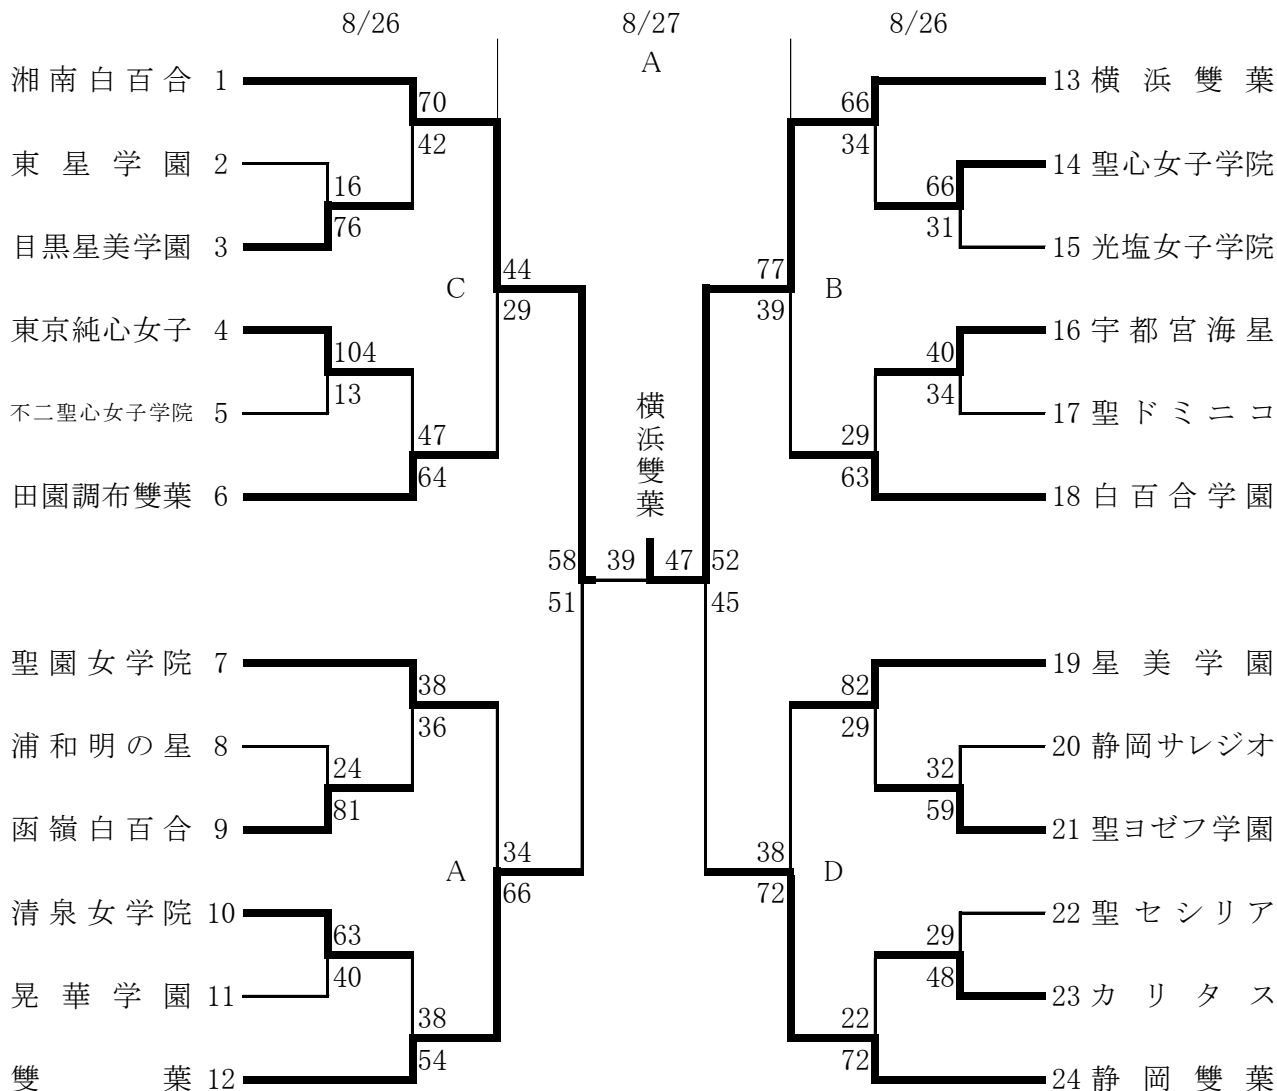 8/26 8/27 8/26
A
湘南白百合 1
70
42
東星学園 2
16
76
目黒星美学園 3
C
44
29
東京純心女子 4
104
13
不二聖心女子学院 5
47
64
田園調布雙葉 6
58
51
聖園女学院 7
38
36
浦和明の星 8
24
81
函嶺白百合 9
A
34
66
清泉女学院 10
63
40
晃華学園 11
38
54
雙葉 12
横浜雙葉
39 47
13 横浜雙葉
66
34
14 聖心女子学院
66
31
15 光塩女子学院
77
39
B
16 宇都宮海星
40
34
17 聖ドミニコ
29
63
18 白百合学園
52
45
19 星美学園
82
29
20 静岡サレジオ
32
59
21 聖ヨゼフ学園
38
72
D
22 聖セシリア
29
48
23 カリタス
22
72
24 静岡雙葉